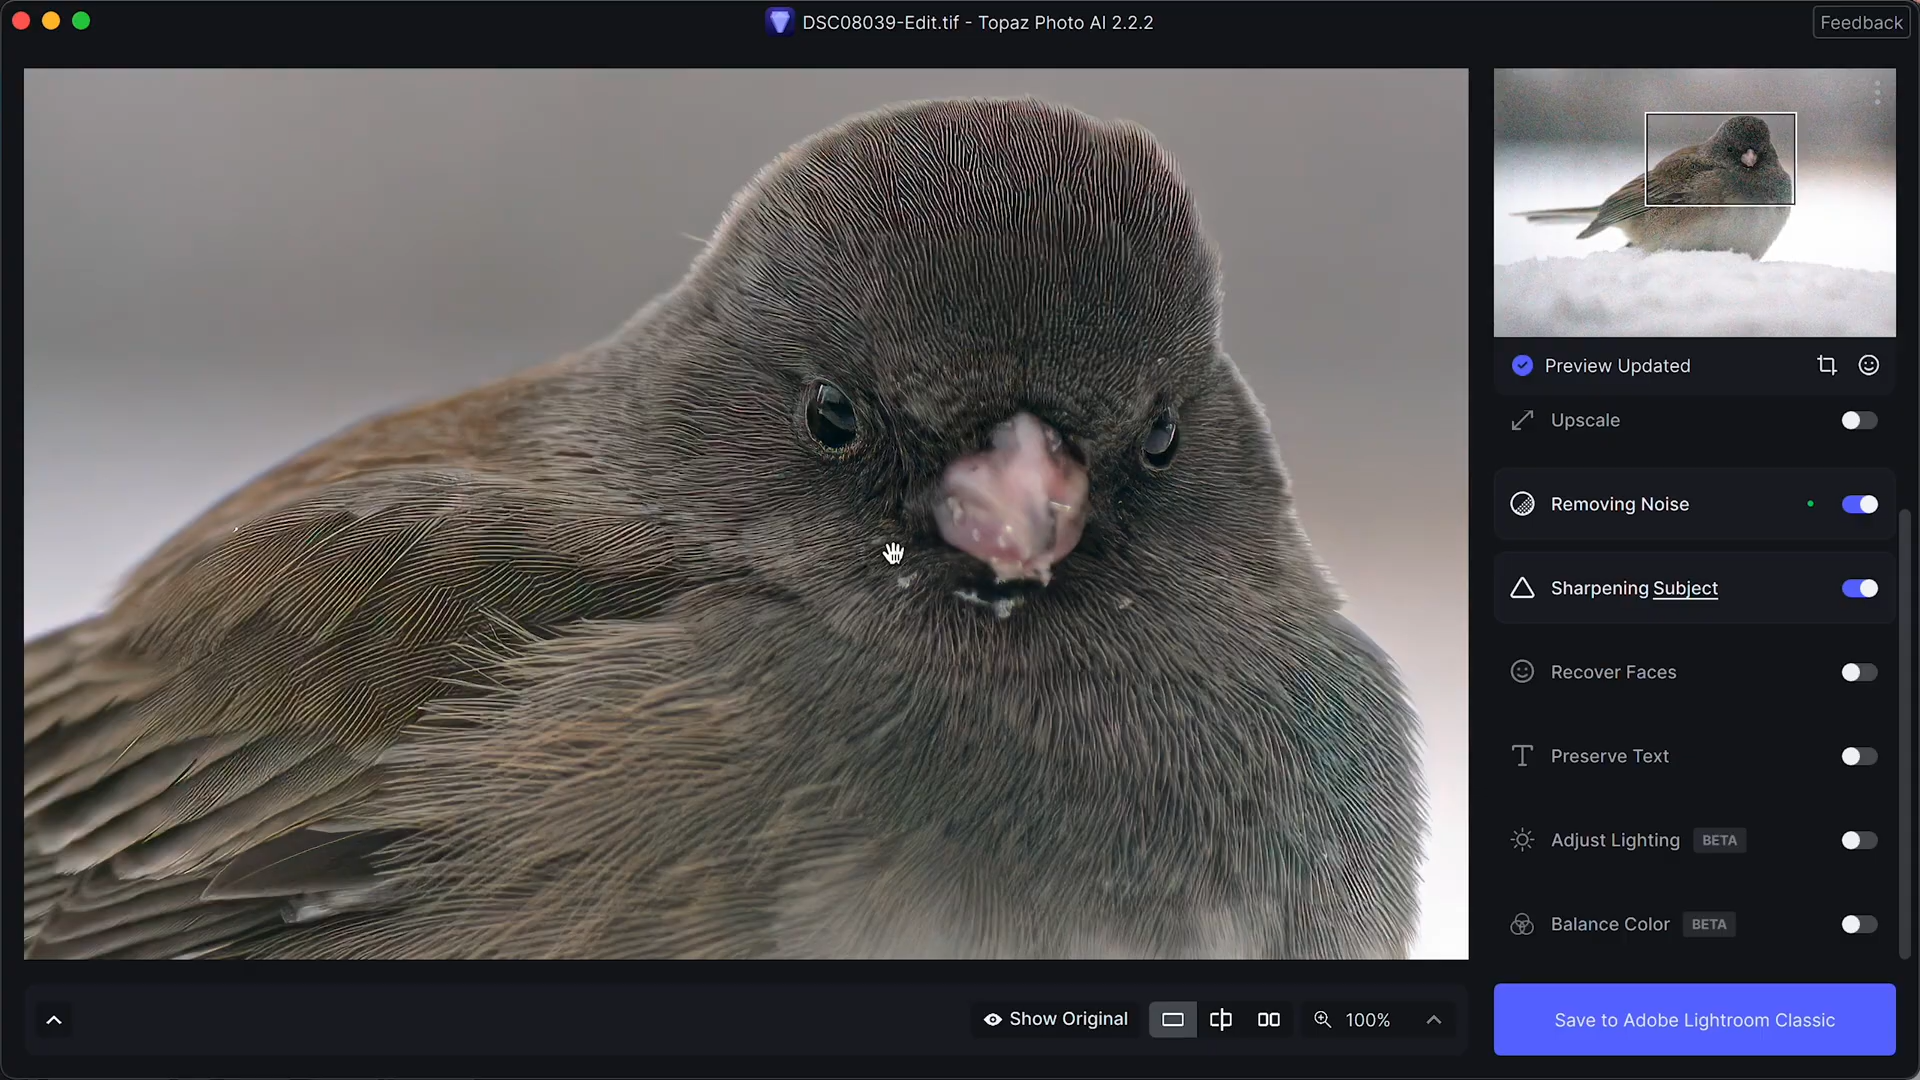 DSC08039-Edit.tif - Topaz Photo AI 2.2.2
Feedback
Preview Updated
Upscale
Removing Noise
Sharpening Subject
Recover Faces
Preserve Text
Adjust Lighting BETA
Balance Color BETA
Show Original
100%
Save to Adobe Lightroom Classic